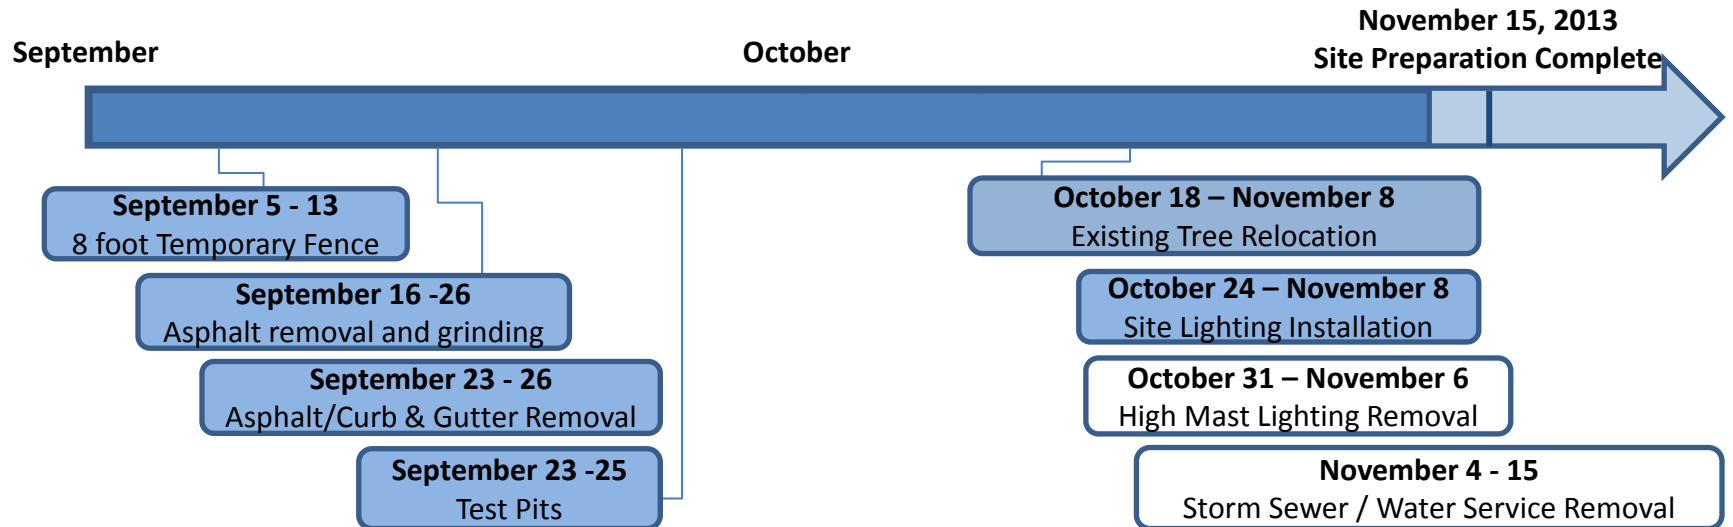 November 15, 2013
September
October
Site Preparation Complete
September 5 - 13
8 foot Temporary Fence
September 16 -26
Asphalt removal and grinding
September 23 - 26
Asphalt/Curb & Gutter Removal
September 23 -25
Test Pits
October 18 – November 8
Existing Tree Relocation
October 24 – November 8
Site Lighting Installation
October 31 – November 6
High Mast Lighting Removal
November 4 - 15
Storm Sewer / Water Service Removal